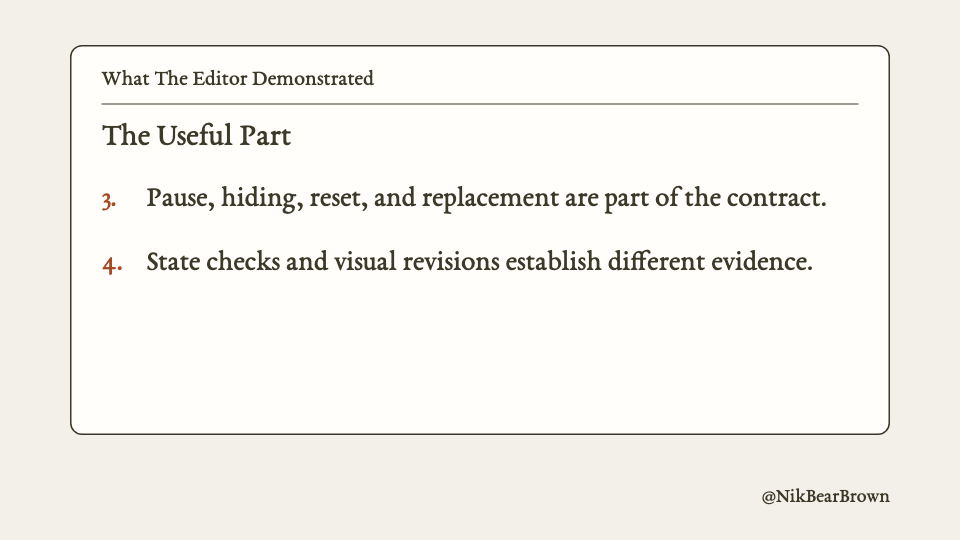 What The Editor Demonstrated
The Useful Part
3. Pause, hiding, reset, and replacement are part of the contract.
4. State checks and visual revisions establish different evidence.
@NikBearBrown